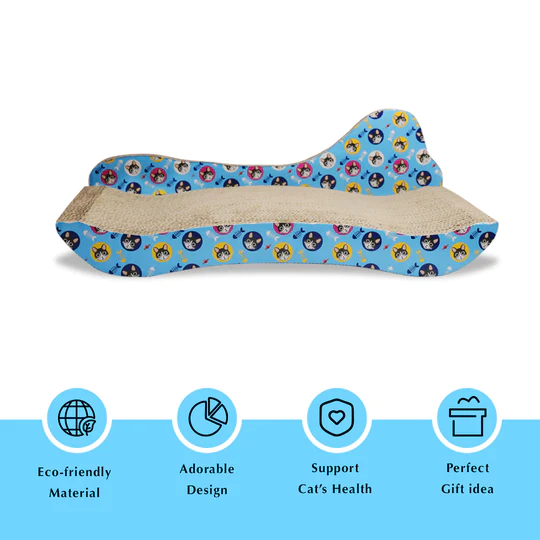 Eco-friendly
Material
Adorable
Design
Support
Cat's Health
Perfect
Gift idea